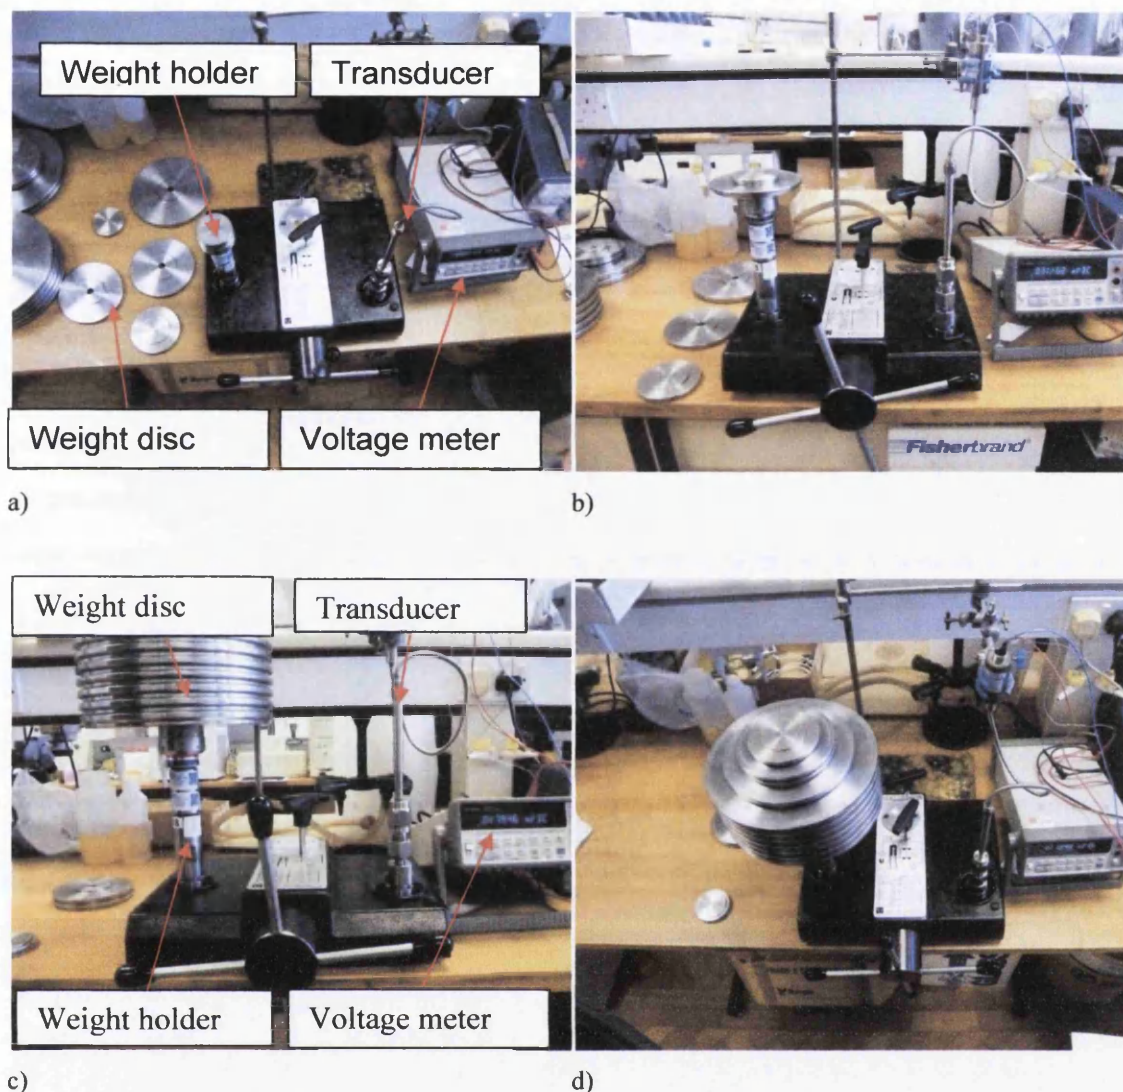 Weight holder
Transducer
Weight disc
Voltage meter
Fisherbrand®
a)
b)
Weight disc
Transducer
Weight holder
Voltage meter
c)
d)